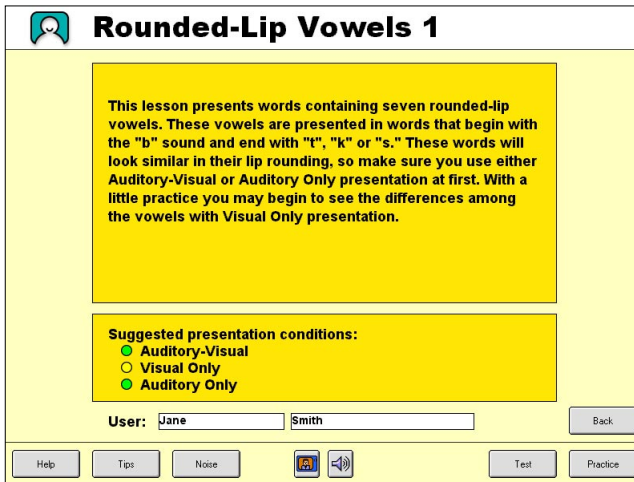 Rounded-Lip Vowels 1
This lesson presents words containing seven rounded-lip
vowels. These vowels are presented in words that begin with
the "b" sound and end with "t", "k" or "s." These words will
look similar in their lip rounding, so make sure you use either
Auditory-Visual or Auditory Only presentation at first. With a
little practice you may begin to see the differences among
the vowels with Visual Only presentation.
Suggested presentation conditions:
Auditory-Visual
Visual Only
Auditory Only
User: Jane Smith
Back
Help Tips Noise Test Practice